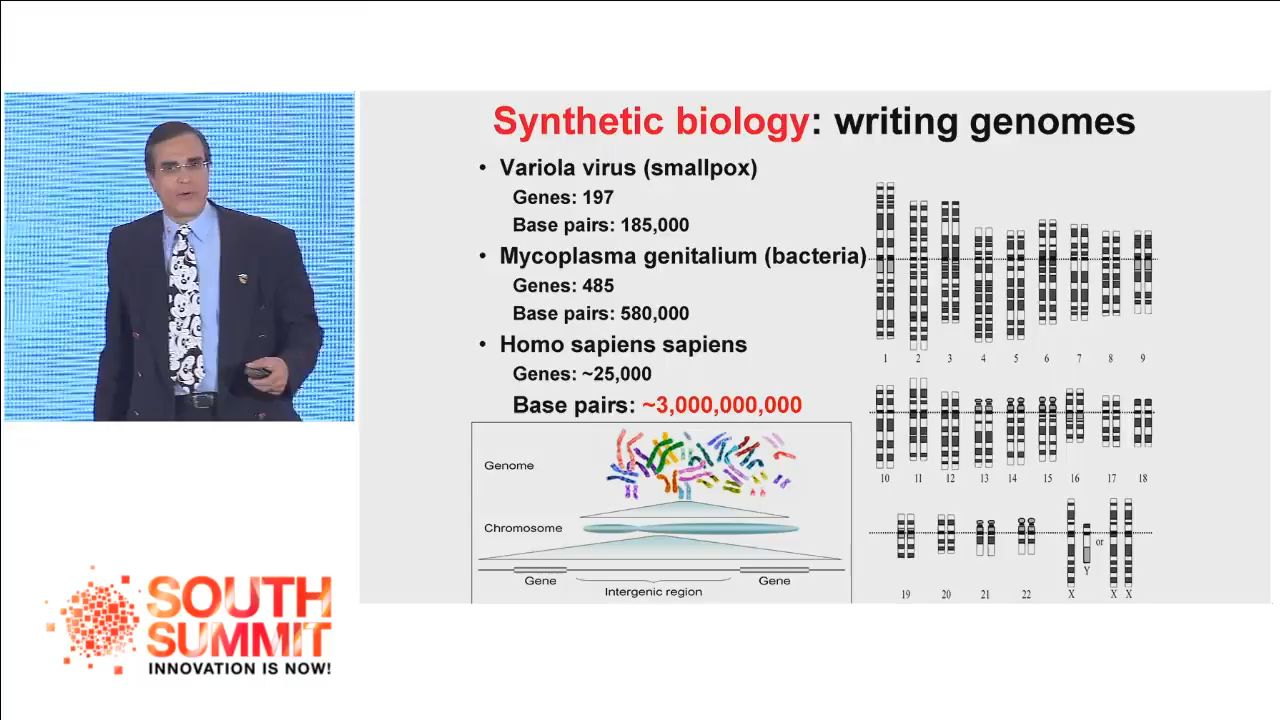 Synthetic biology: writing genomes
• Variola virus (smallpox)
Genes: 197
Base pairs: 185,000
• Mycoplasma genitalium (bacteria)
Genes: 485
Base pairs: 580,000
• Homo sapiens sapiens
Genes: ~25,000
Base pairs: ~3,000,000,000
Genome
Chromosome
Gene
Gene
Intergenic region
1 2 3 4 5 6 7 8 9
10 11 12 13 14 15 16 17 18
or
Y
19 20 21 22 X X X
SOUTH
SUMMIT
INNOVATION IS NOW!